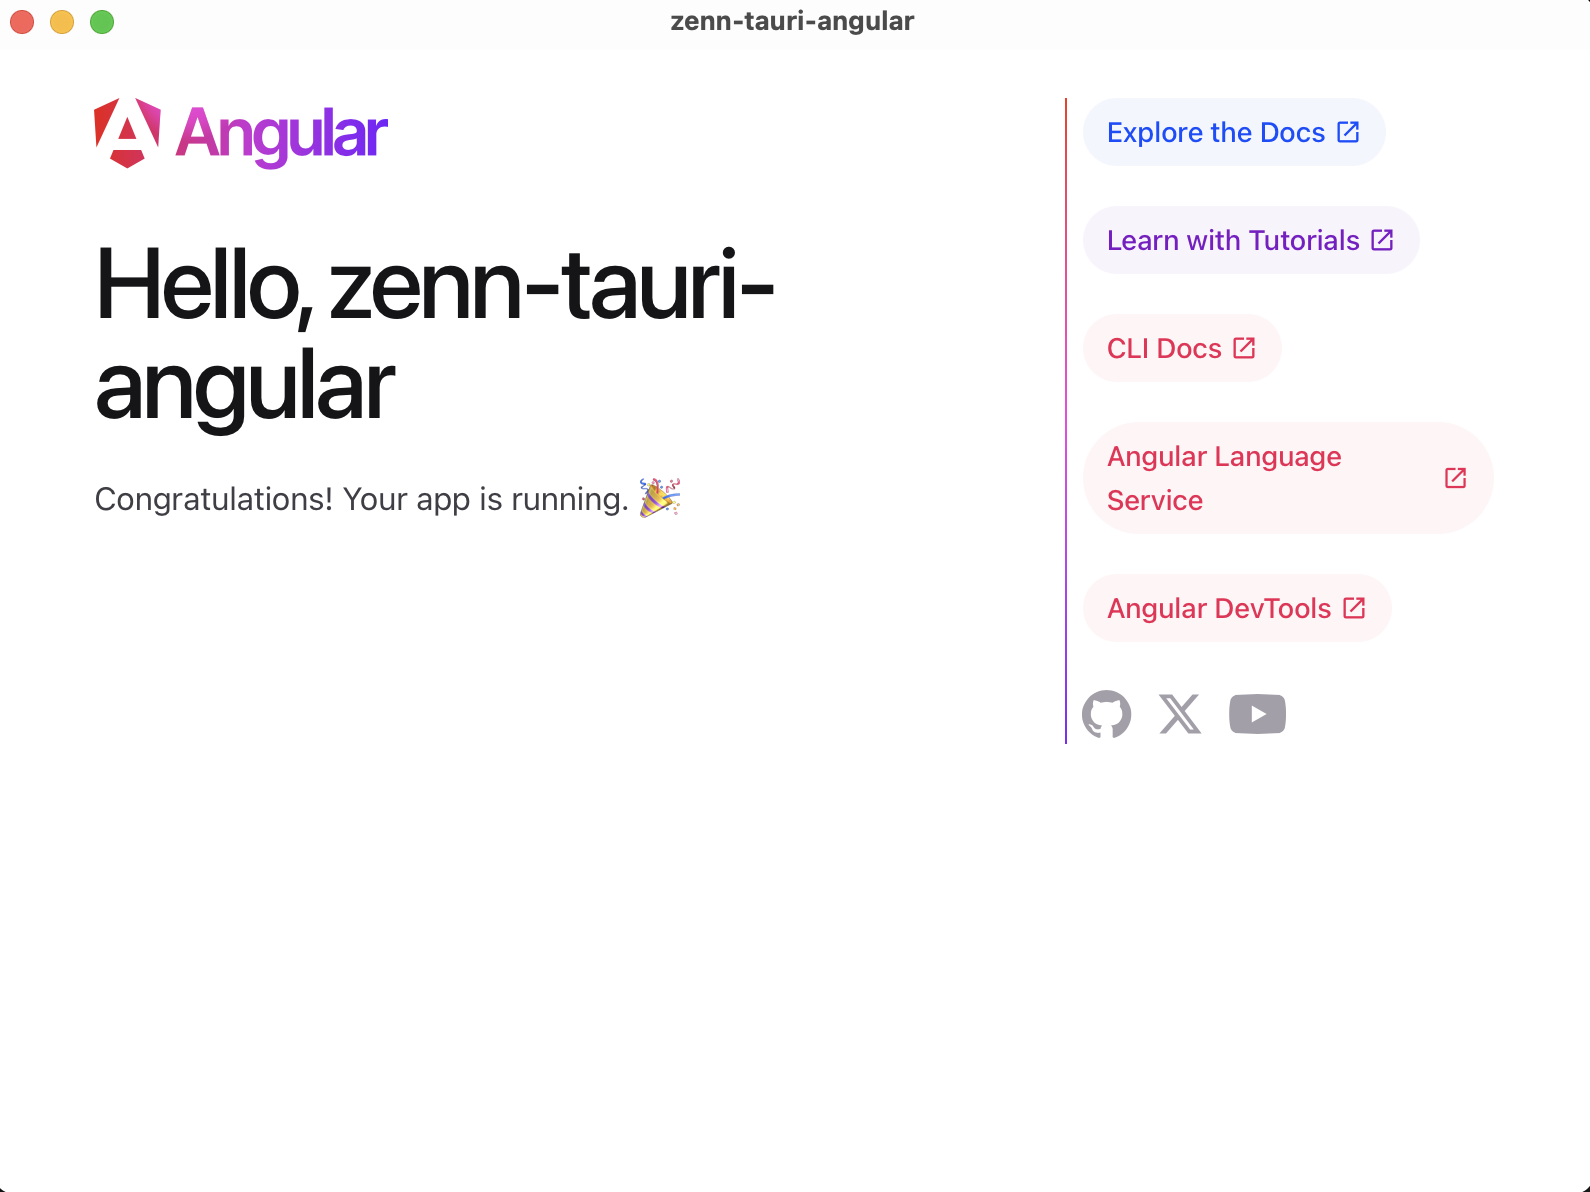 zenn-tauri-angular
Angular
Hello, zenn-tauri-
angular
Congratulations! Your app is running. 🎉
Explore the Docs
Learn with Tutorials
CLI Docs
Angular Language
Service
Angular DevTools